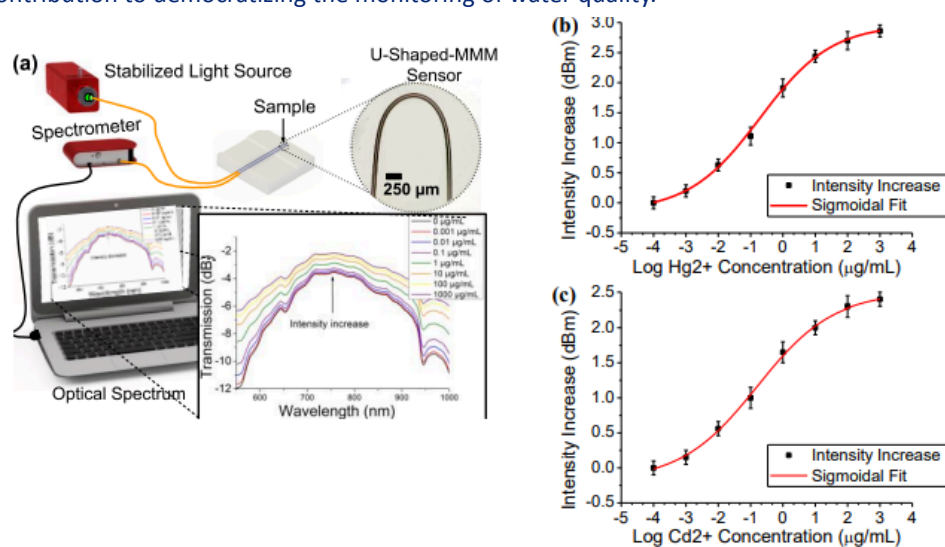 ontribution to democratizing the monitoring of water quality.
(a)
Stabilized Light Source
U-Shaped-MMM
Sensor
Sample
Spectrometer
250 µm
0 µg/mL
0.001 µg/mL
0.01 µg/mL
0.1 µg/mL
1 µg/mL
10 µg/mL
100 µg/mL
1000 µg/mL
Transmission (dB)
-2
-4
-6
-8
-10
-12
Intensity increase
600
700
800
900
1000
Wavelength (nm)
Optical Spectrum
(b)
Intensity Increase (dBm)
3.0
2.5
2.0
1.5
1.0
0.5
0.0
-0.5
Intensity Increase
Sigmoidal Fit
-5 -4 -3 -2 -1 0 1 2 3 4
Log Hg2+ Concentration (µg/mL)
(c)
Intensity Increase (dBm)
2.5
2.0
1.5
1.0
0.5
0.0
-0.5
Intensity Increase
Sigmoidal Fit
-5 -4 -3 -2 -1 0 1 2 3 4
Log Cd2+ Concentration (µg/mL)